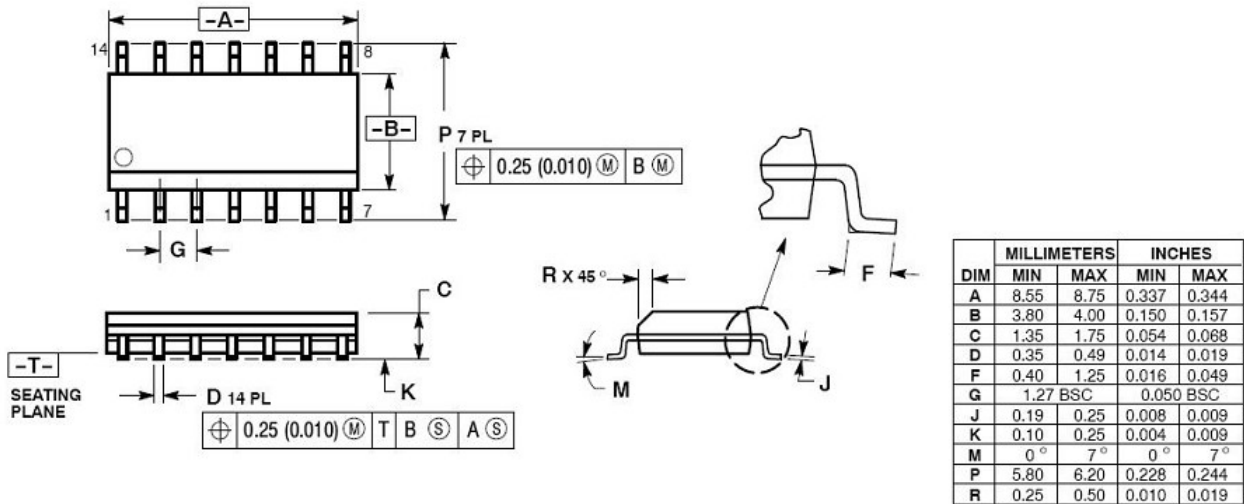 -A-
14
8
-B-
P 7 PL
⌖ 0.25 (0.010) Ⓜ B Ⓜ
1
7
G
R X 45°
F
C
-T-
SEATING
PLANE
K
D 14 PL
⌖ 0.25 (0.010) Ⓜ T B Ⓢ A Ⓢ
M
J
MILLIMETERS INCHES
DIM MIN MAX MIN MAX
A 8.55 8.75 0.337 0.344
B 3.80 4.00 0.150 0.157
C 1.35 1.75 0.054 0.068
D 0.35 0.49 0.014 0.019
F 0.40 1.25 0.016 0.049
G 1.27 BSC 0.050 BSC
J 0.19 0.25 0.008 0.009
K 0.10 0.25 0.004 0.009
M 0° 7° 0° 7°
P 5.80 6.20 0.228 0.244
R 0.25 0.50 0.010 0.019